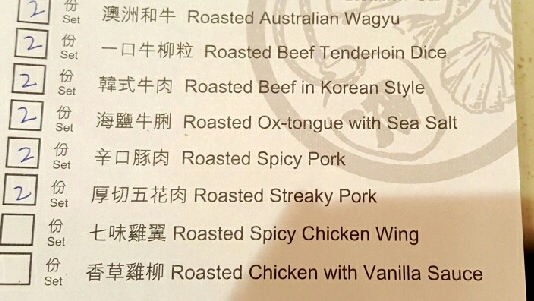 2 份 Set 澳洲和牛 Roasted Australian Wagyu
2 份 Set 一口牛柳粒 Roasted Beef Tenderloin Dice
2 份 Set 韓式牛肉 Roasted Beef in Korean Style
2 份 Set 海鹽牛脷 Roasted Ox-tongue with Sea Salt
2 份 Set 辛口豚肉 Roasted Spicy Pork
2 份 Set 厚切五花肉 Roasted Streaky Pork
份 Set 七味雞翼 Roasted Spicy Chicken Wing
份 Set 香草雞柳 Roasted Chicken with Vanilla Sauce